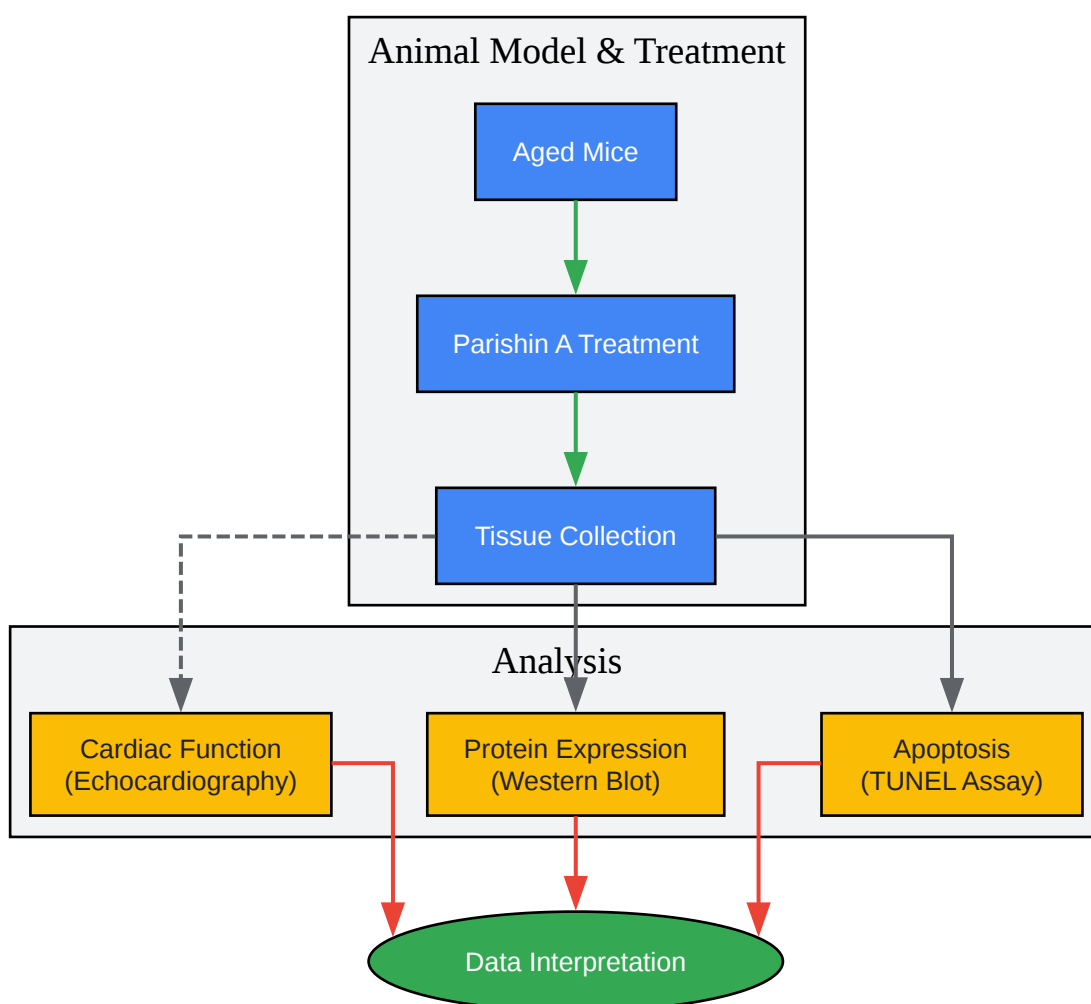 Animal Model & Treatment
Aged Mice
Parishin A Treatment
Tissue Collection
Analysis
Cardiac Function
(Echocardiography)
Protein Expression
(Western Blot)
Apoptosis
(TUNEL Assay)
Data Interpretation